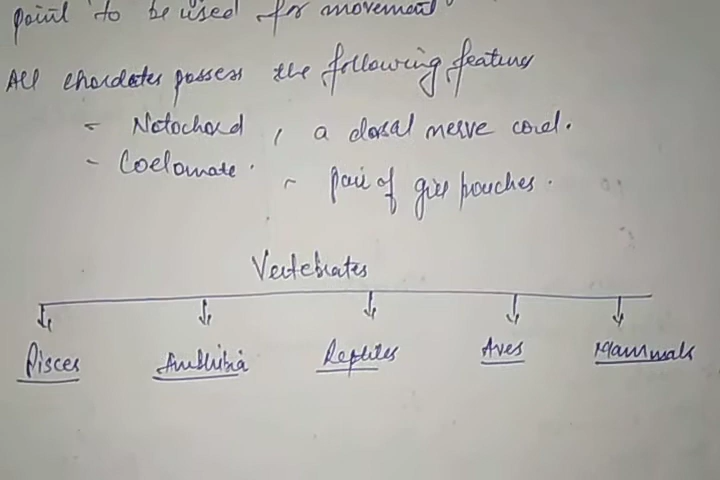 point to be used for movement
All chordates possess the following features
- Notochord, a dorsal nerve cord.
- Coelomate.
- pair of gill pouches.
Vertebrates
Pisces Amphibia Reptiles Aves Mammals